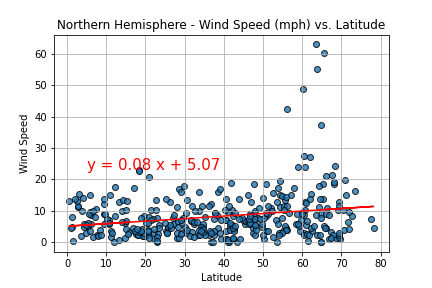 Northern Hemisphere - Wind Speed (mph) vs. Latitude
Wind Speed
60
50
40
30
20
10
0
y = 0.08 x + 5.07
0 10 20 30 40 50 60 70 80
Latitude